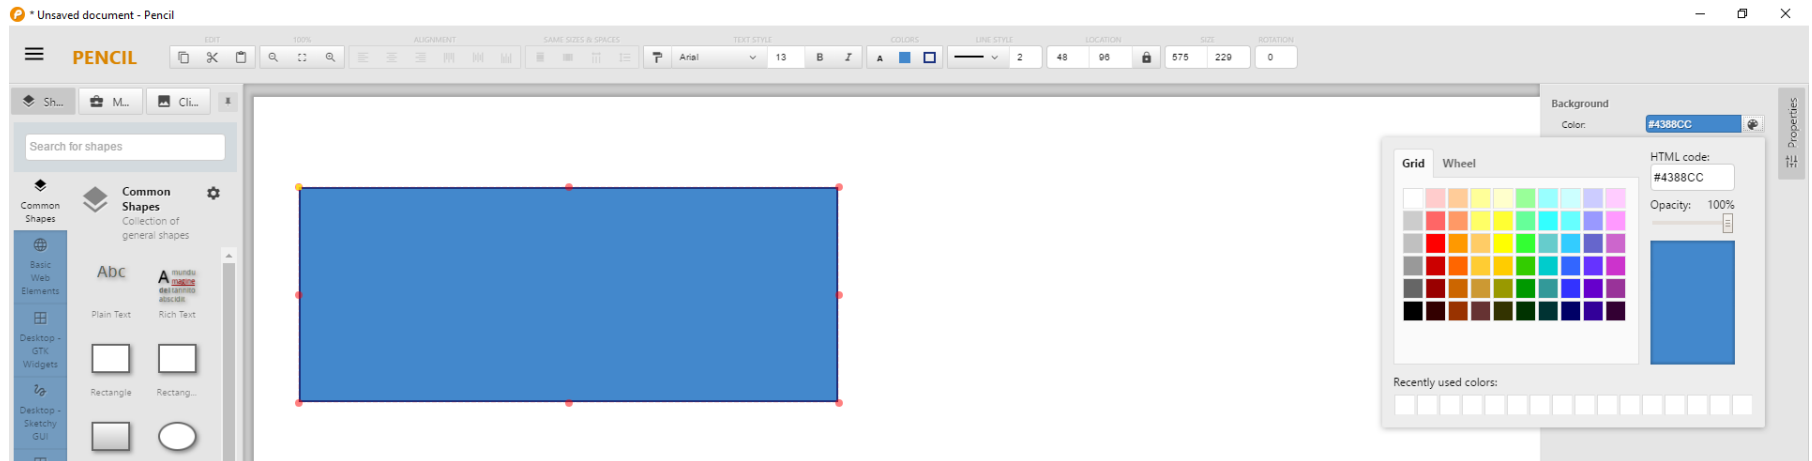 * Unsaved document - Pencil
PENCIL
EDIT
100%
ALIGNMENT
SAME SIZES & SPACES
TEXT STYLE
COLORS
LINE STYLE
LOCATION
SIZE
ROTATION
Arial
13
B
I
A
2
48
96
575
229
0
Sh...
M...
Cli...
Search for shapes
Common
Shapes
Basic
Web
Elements
Desktop -
GTK
Widgets
Desktop -
Sketchy
GUI
Common
Shapes
Collection of
general shapes
Abc
Plain Text
A mundu
magine
Rich Text
Rectangle
Rectang...
Background
Color:
#4388CC
Properties
Grid
Wheel
HTML code:
#4388CC
Opacity: 100%
Recently used colors: